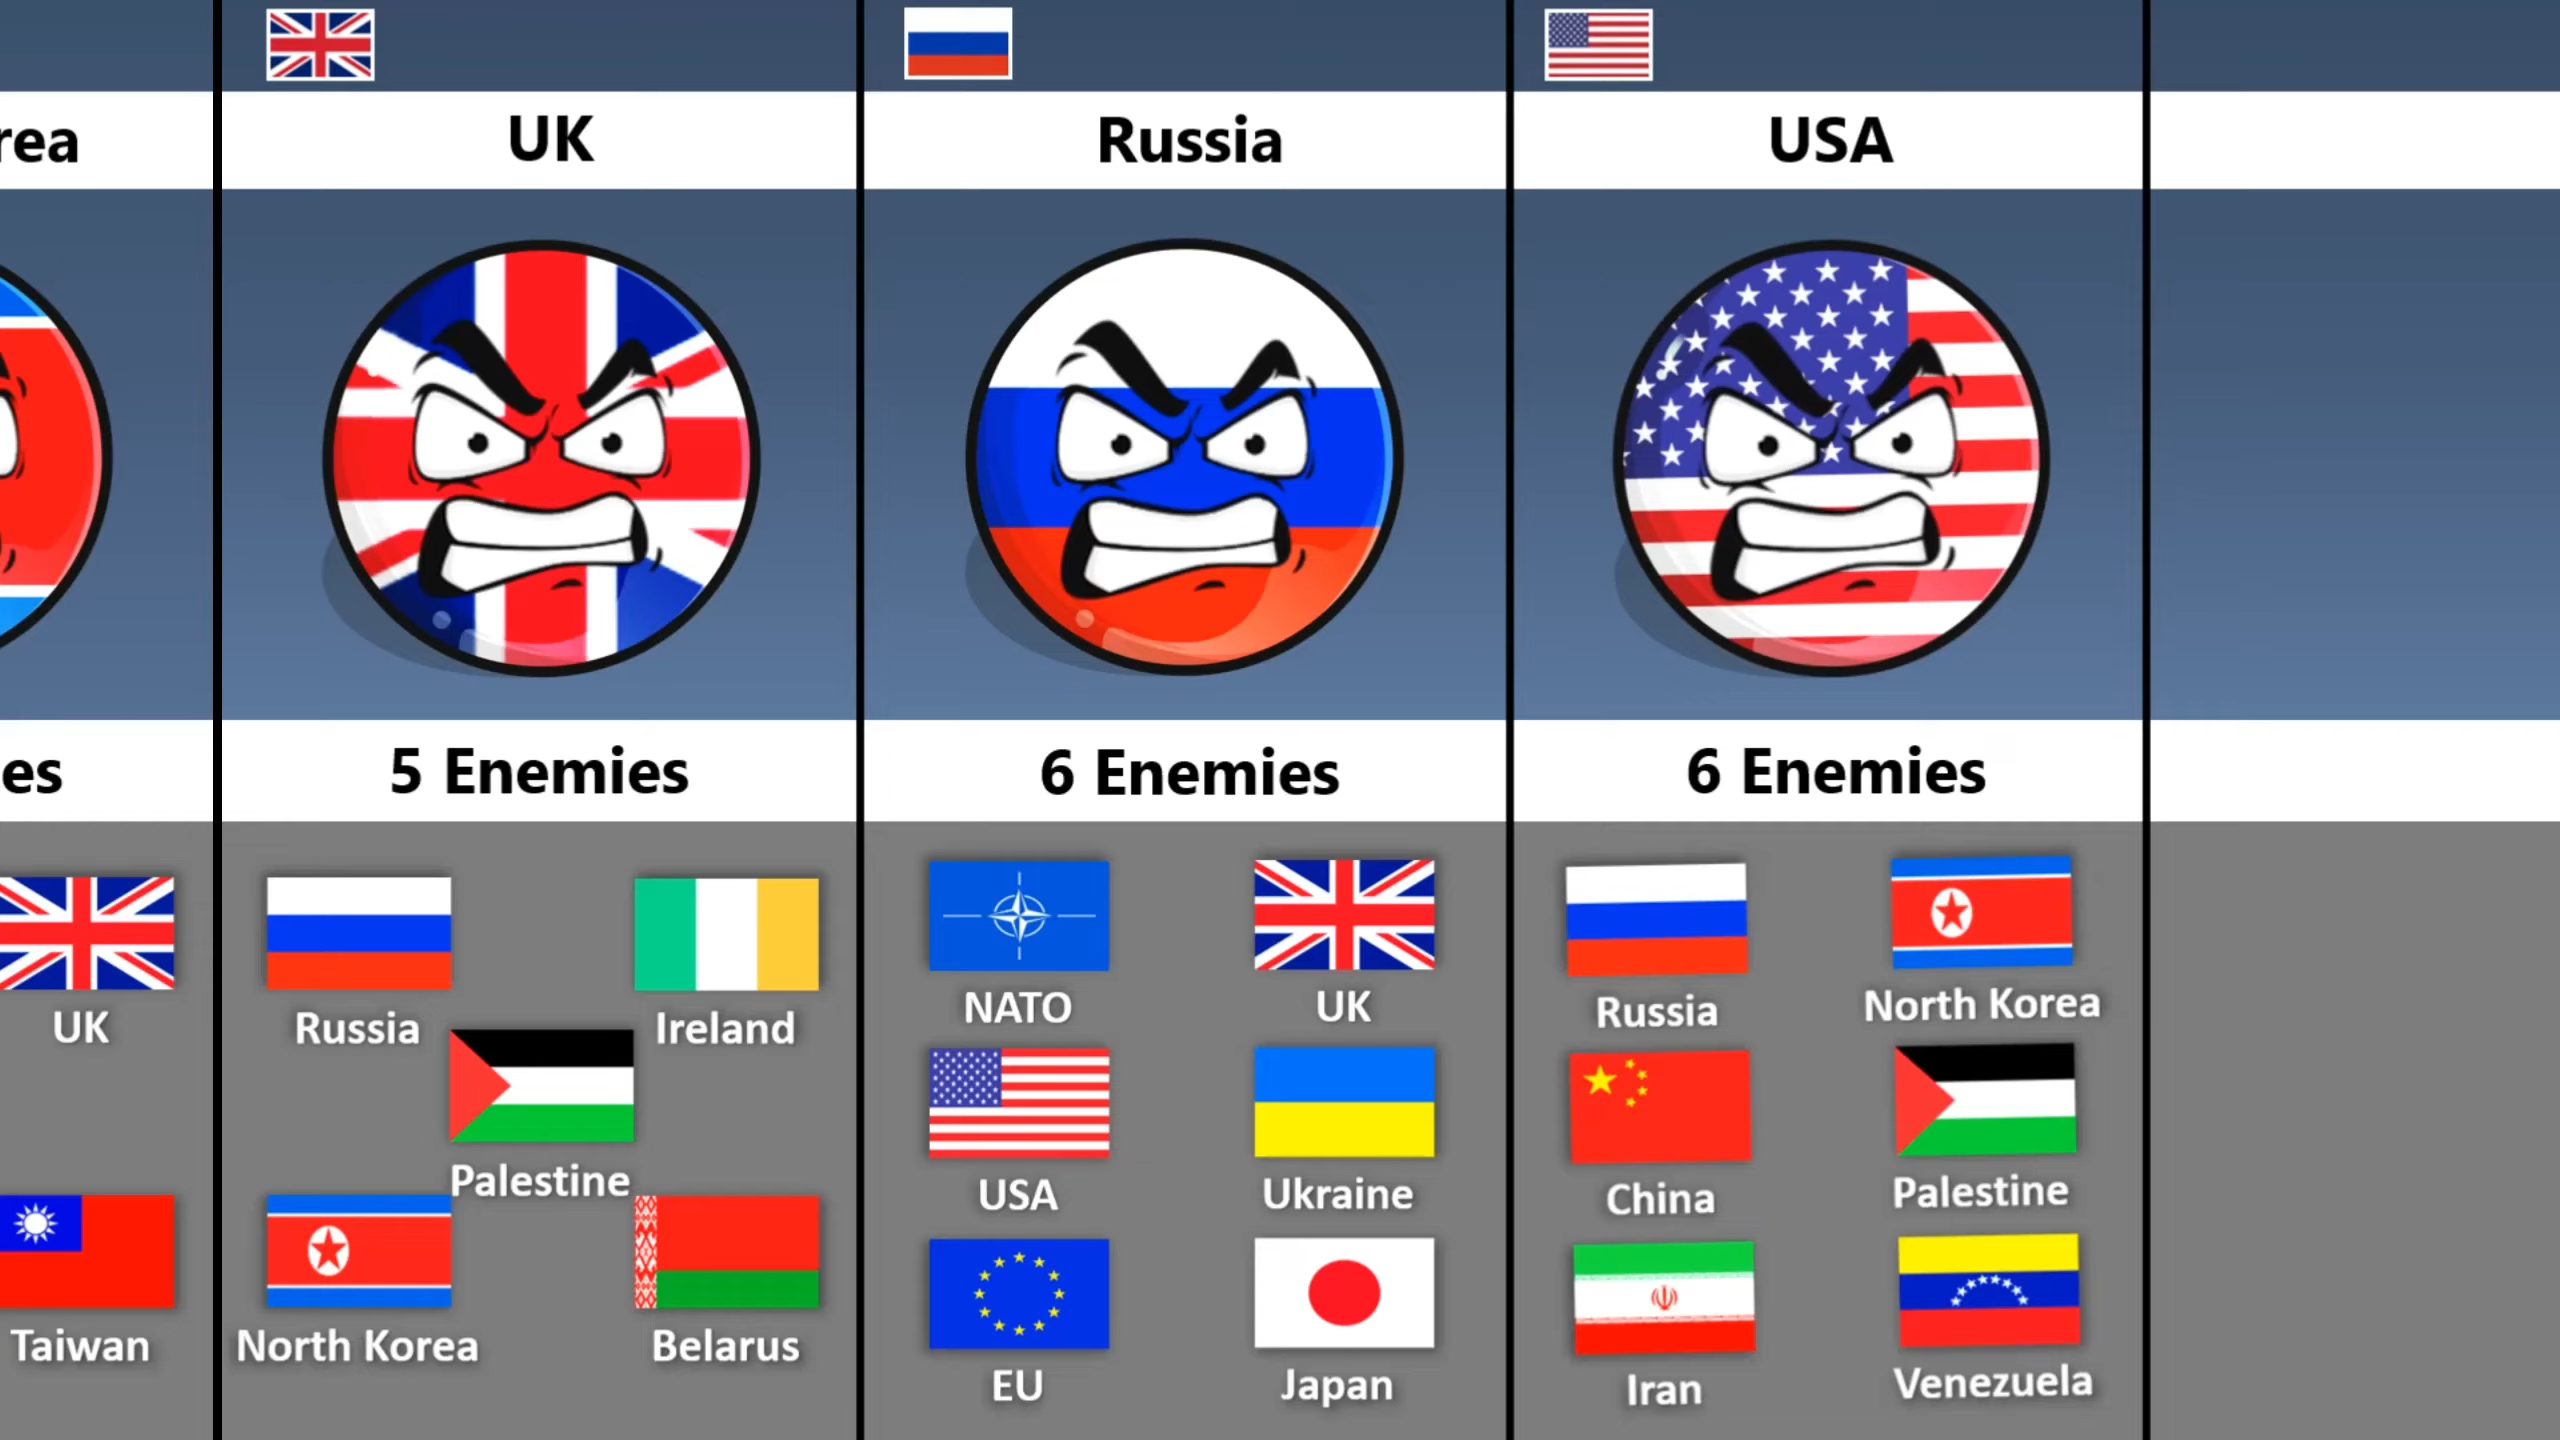 rea
UK
Russia
USA
es
5 Enemies
6 Enemies
6 Enemies
UK
Taiwan
Russia
Ireland
Palestine
North Korea
Belarus
NATO
UK
USA
Ukraine
EU
Japan
Russia
North Korea
China
Palestine
Iran
Venezuela